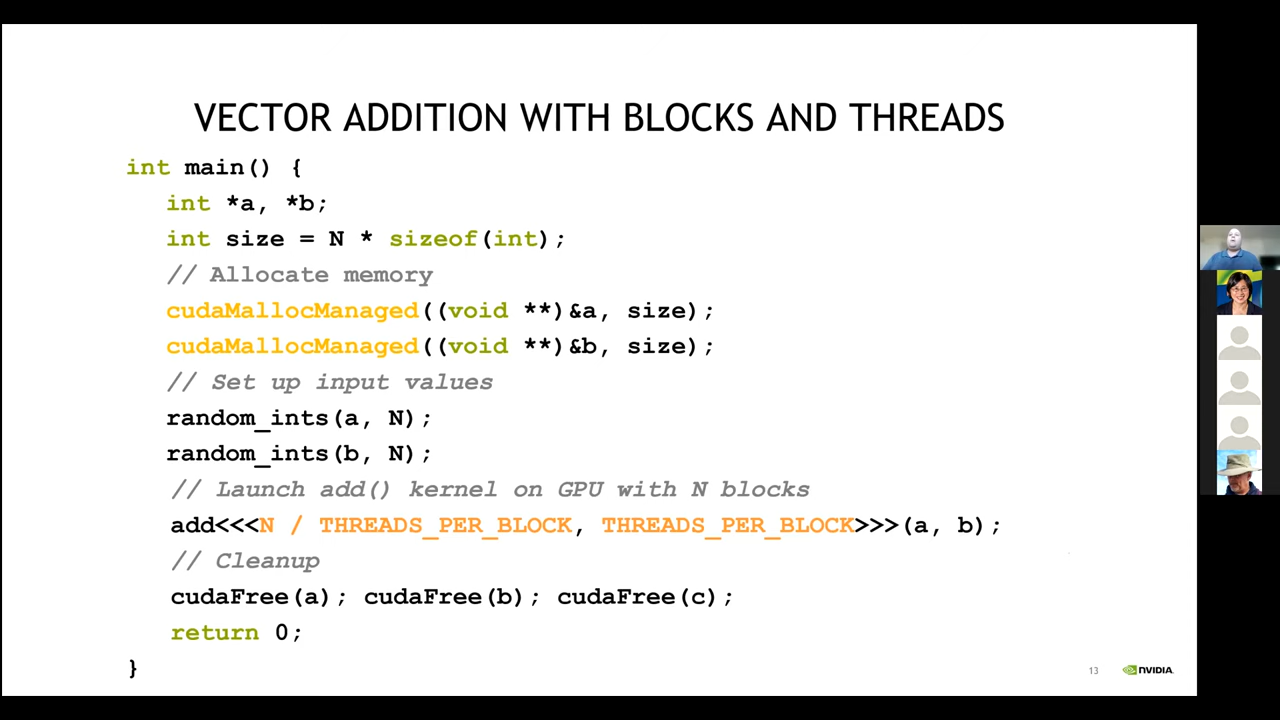 VECTOR ADDITION WITH BLOCKS AND THREADS
int main() {
int *a, *b;
int size = N * sizeof(int);
// Allocate memory
cudaMallocManaged((void **)&a, size);
cudaMallocManaged((void **)&b, size);
// Set up input values
random_ints(a, N);
random_ints(b, N);
// Launch add() kernel on GPU with N blocks
add<<<N / THREADS_PER_BLOCK, THREADS_PER_BLOCK>>>(a, b);
// Cleanup
cudaFree(a); cudaFree(b); cudaFree(c);
return 0;
}
13
NVIDIA.